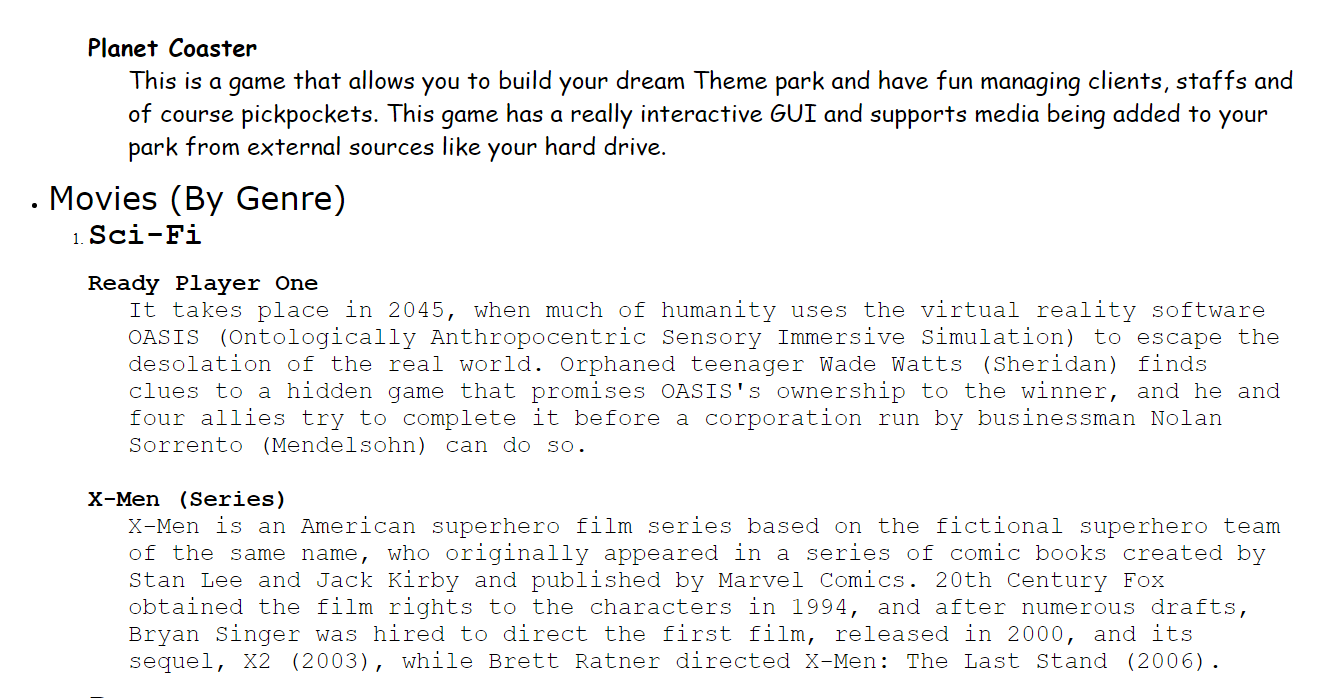 Planet Coaster
This is a game that allows you to build your dream Theme park and have fun managing clients, staffs and
of course pickpockets. This game has a really interactive GUI and supports media being added to your
park from external sources like your hard drive.
• Movies (By Genre)
1. Sci-Fi
Ready Player One
It takes place in 2045, when much of humanity uses the virtual reality software
OASIS (Ontologically Anthropocentric Sensory Immersive Simulation) to escape the
desolation of the real world. Orphaned teenager Wade Watts (Sheridan) finds
clues to a hidden game that promises OASIS's ownership to the winner, and he and
four allies try to complete it before a corporation run by businessman Nolan
Sorrento (Mendelsohn) can do so.
X-Men (Series)
X-Men is an American superhero film series based on the fictional superhero team
of the same name, who originally appeared in a series of comic books created by
Stan Lee and Jack Kirby and published by Marvel Comics. 20th Century Fox
obtained the film rights to the characters in 1994, and after numerous drafts,
Bryan Singer was hired to direct the first film, released in 2000, and its
sequel, X2 (2003), while Brett Ratner directed X-Men: The Last Stand (2006).